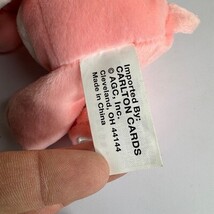 Imported By:
CARLTON CARDS
© AGC, Inc.
Cleveland, OH 44144
Made in China